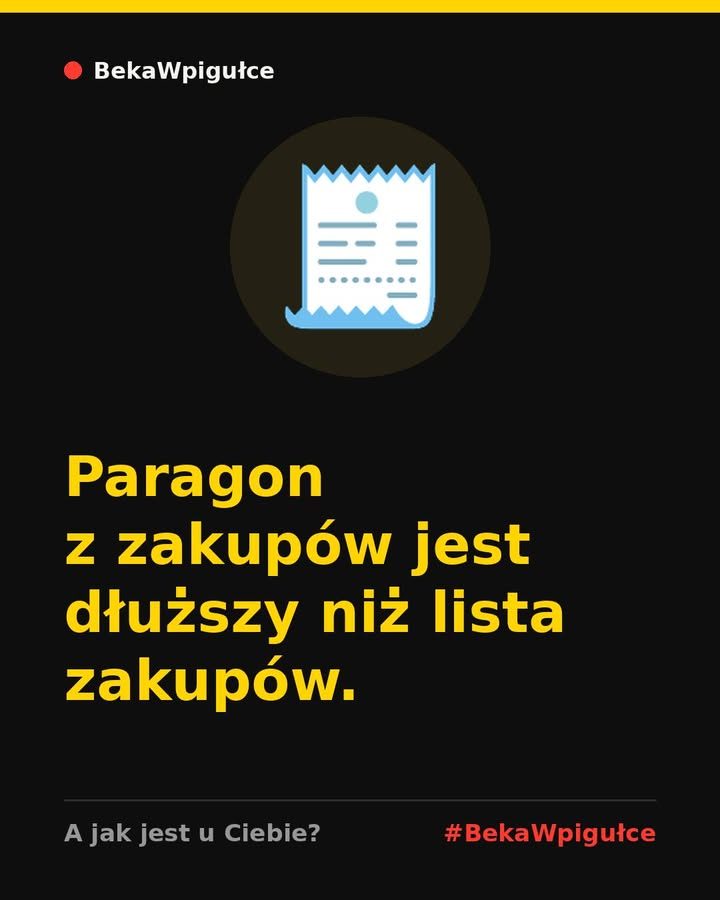 BekaWpigułce
Paragon
z zakupów jest
dłuższy niż lista
zakupów.
A jak jest u Ciebie?
#BekaWpigułce